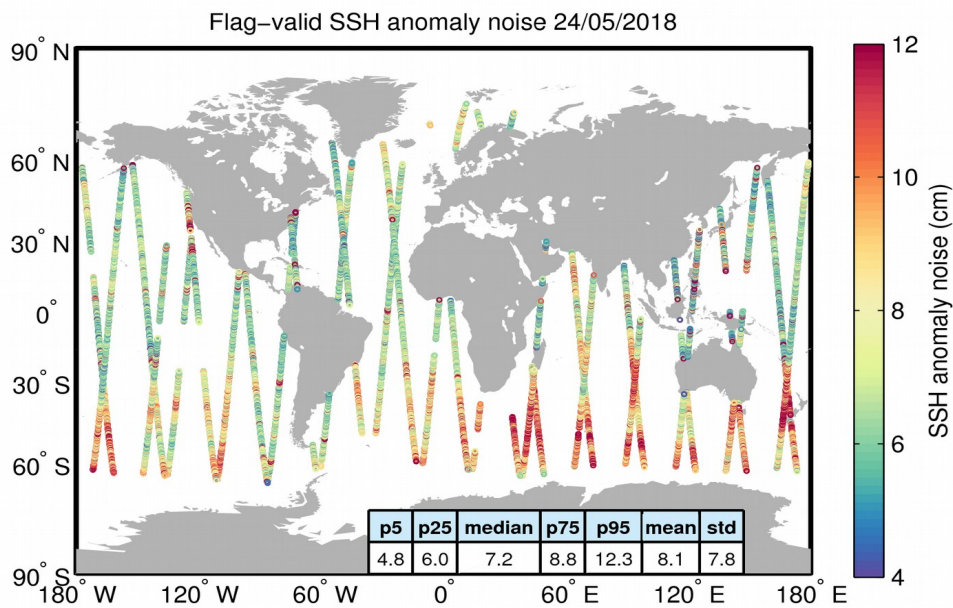 Flag−valid SSH anomaly noise 24/05/2018
90° N
60° N
30° N
0°
30° S
60° S
90° S
180° W
120° W
60° W
0°
60° E
120° E
180° E
p5 p25 median p75 p95 mean std
4.8 6.0 7.2 8.8 12.3 8.1 7.8
12
10
8
6
4
SSH anomaly noise (cm)